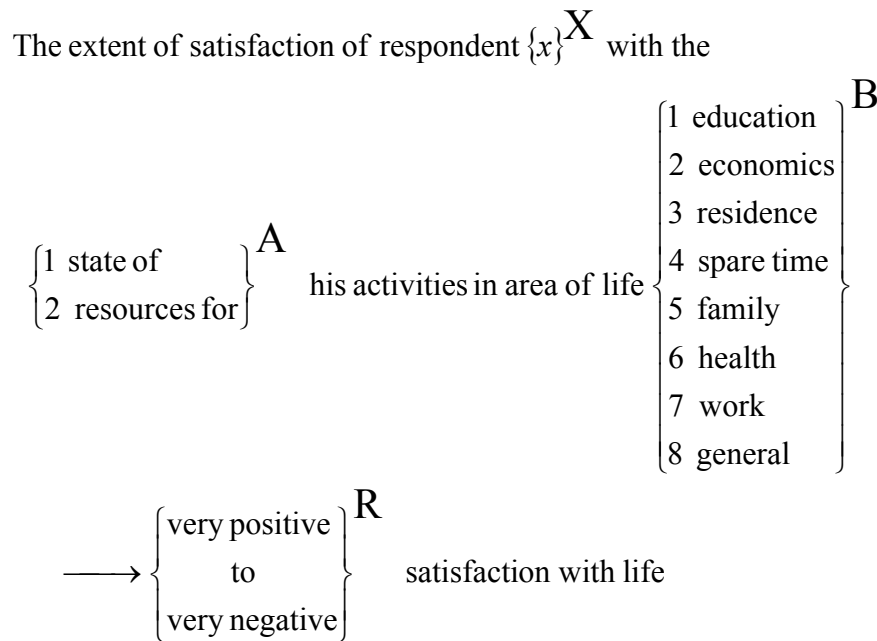 The extent of satisfaction of respondent {x}X with the
{1 state of
2 resources for}A his activities in area of life {1 education
2 economics
3 residence
4 spare time
5 family
6 health
7 work
8 general}B
⟶ {very positive
to
very negative}R satisfaction with life